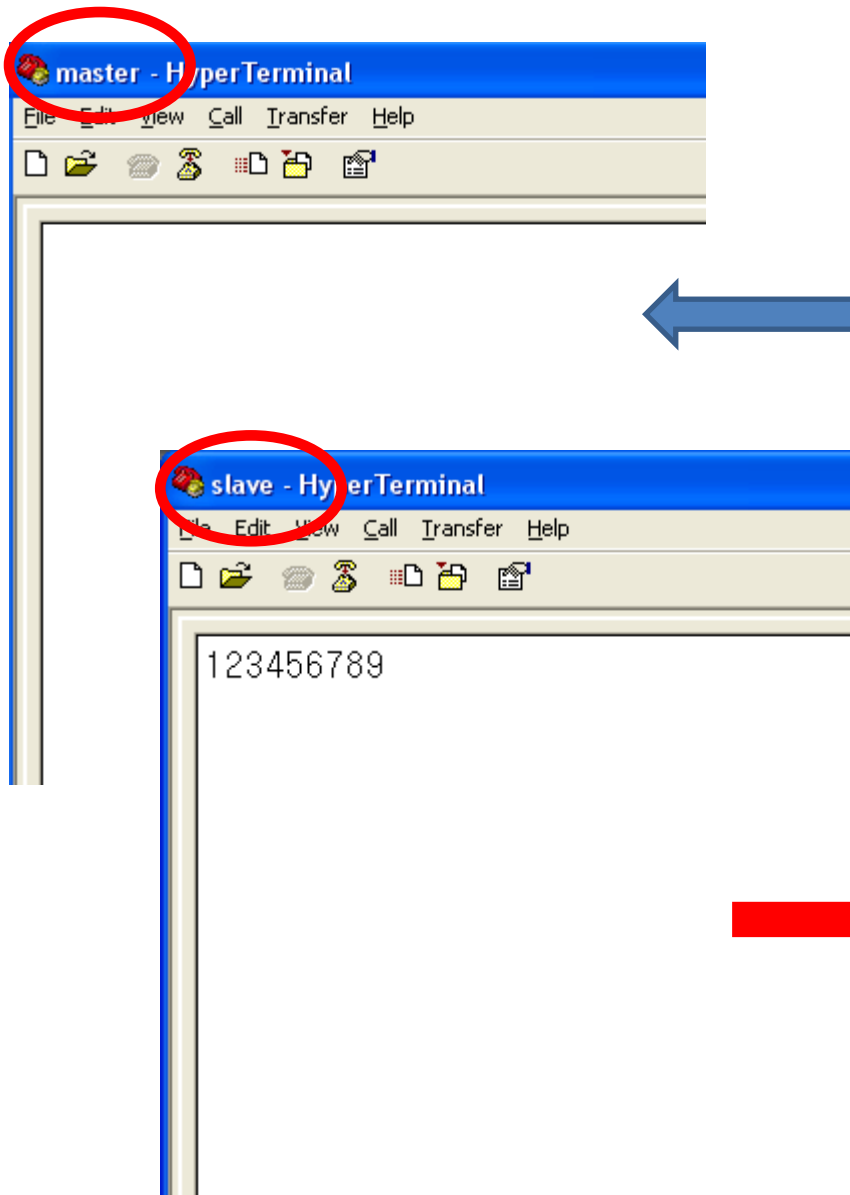 master - HyperTerminal
File Edit View Call Transfer Help
slave - HyperTerminal
File Edit View Call Transfer Help
123456789